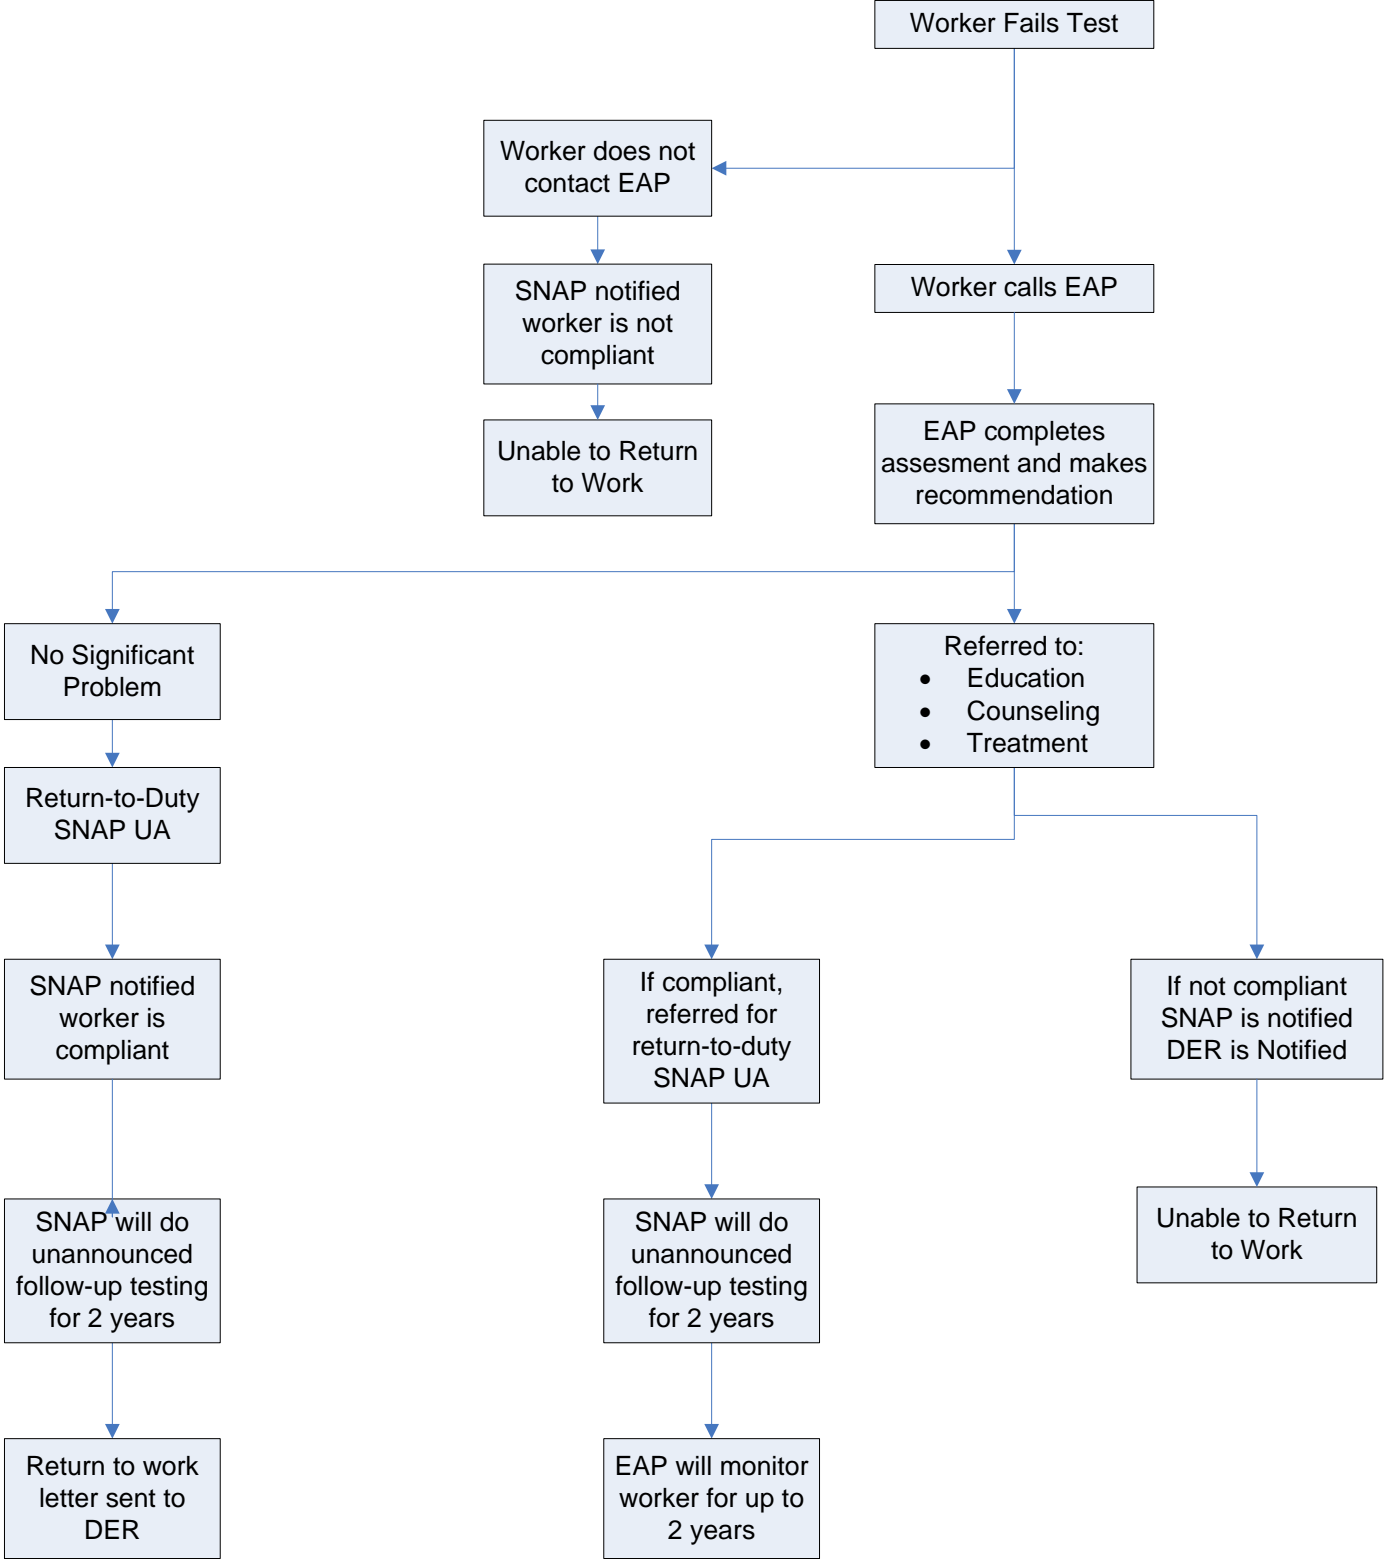 Worker Fails Test
Worker does not
contact EAP
SNAP notified
worker is not
compliant
Unable to Return
to Work
Worker calls EAP
EAP completes
assesment and makes
recommendation
No Significant
Problem
Return-to-Duty
SNAP UA
SNAP notified
worker is
compliant
SNAP will do
unannounced
follow-up testing
for 2 years
Return to work
letter sent to
DER
Referred to:
• Education
• Counseling
• Treatment
If compliant,
referred for
return-to-duty
SNAP UA
SNAP will do
unannounced
follow-up testing
for 2 years
EAP will monitor
worker for up to
2 years
If not compliant
SNAP is notified
DER is Notified
Unable to Return
to Work